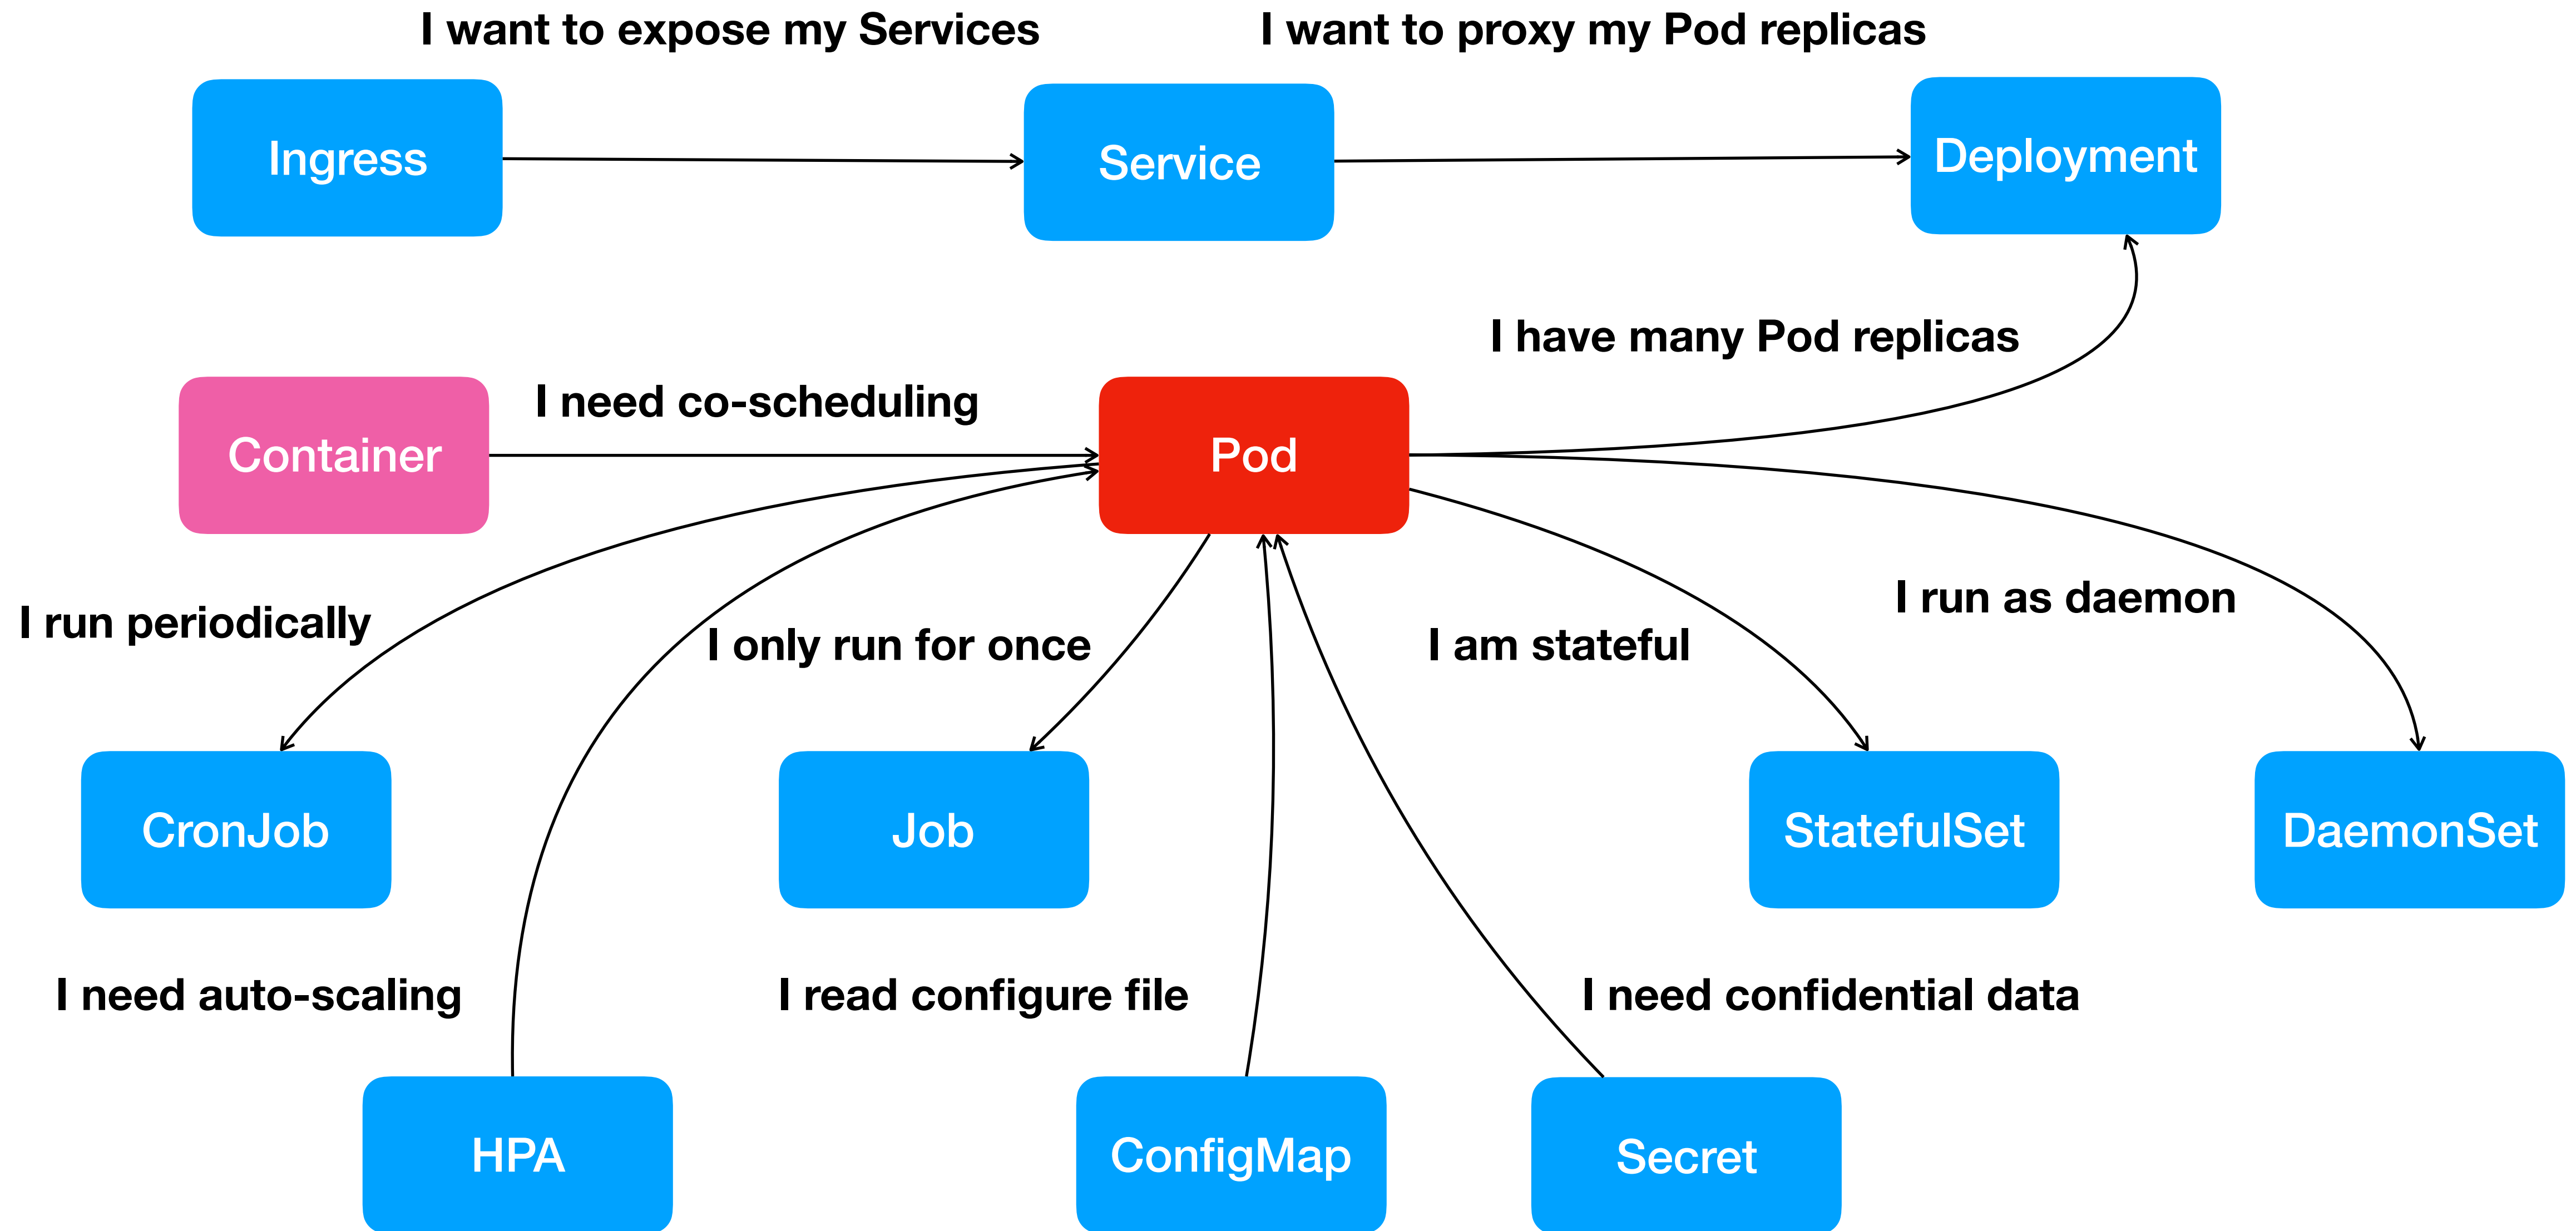 I want to expose my Services
I want to proxy my Pod replicas
Ingress
Service
Deployment
I have many Pod replicas
I need co-scheduling
Container
Pod
I run periodically
I only run for once
I am stateful
I run as daemon
CronJob
Job
StatefulSet
DaemonSet
I need auto-scaling
I read configure file
I need confidential data
HPA
ConfigMap
Secret